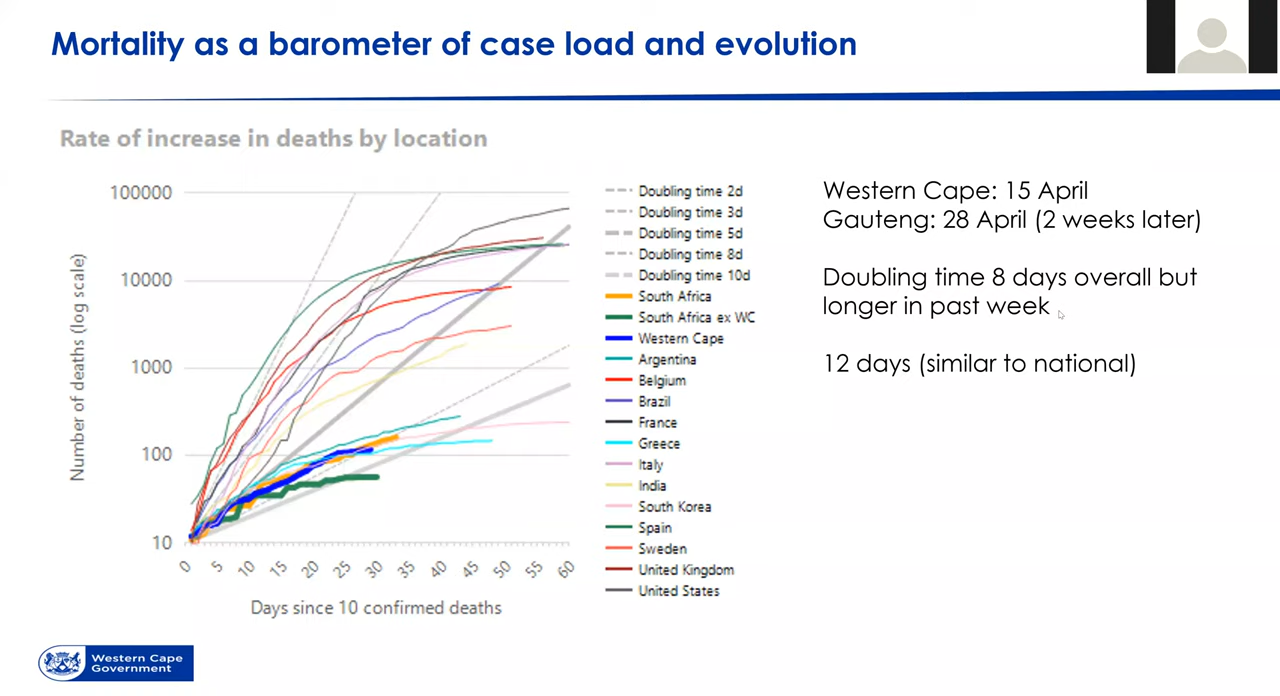 Mortality as a barometer of case load and evolution
Rate of increase in deaths by location
Number of deaths (log scale)
100000
10000
1000
100
10
0
5
10
15
20
25
30
35
40
45
50
55
60
Days since 10 confirmed deaths
Doubling time 2d
Doubling time 3d
Doubling time 5d
Doubling time 8d
Doubling time 10d
South Africa
South Africa ex WC
Western Cape
Argentina
Belgium
Brazil
France
Greece
Italy
India
South Korea
Spain
Sweden
United Kingdom
United States
Western Cape: 15 April
Gauteng: 28 April (2 weeks later)
Doubling time 8 days overall but
longer in past week
12 days (similar to national)
Western Cape
Government